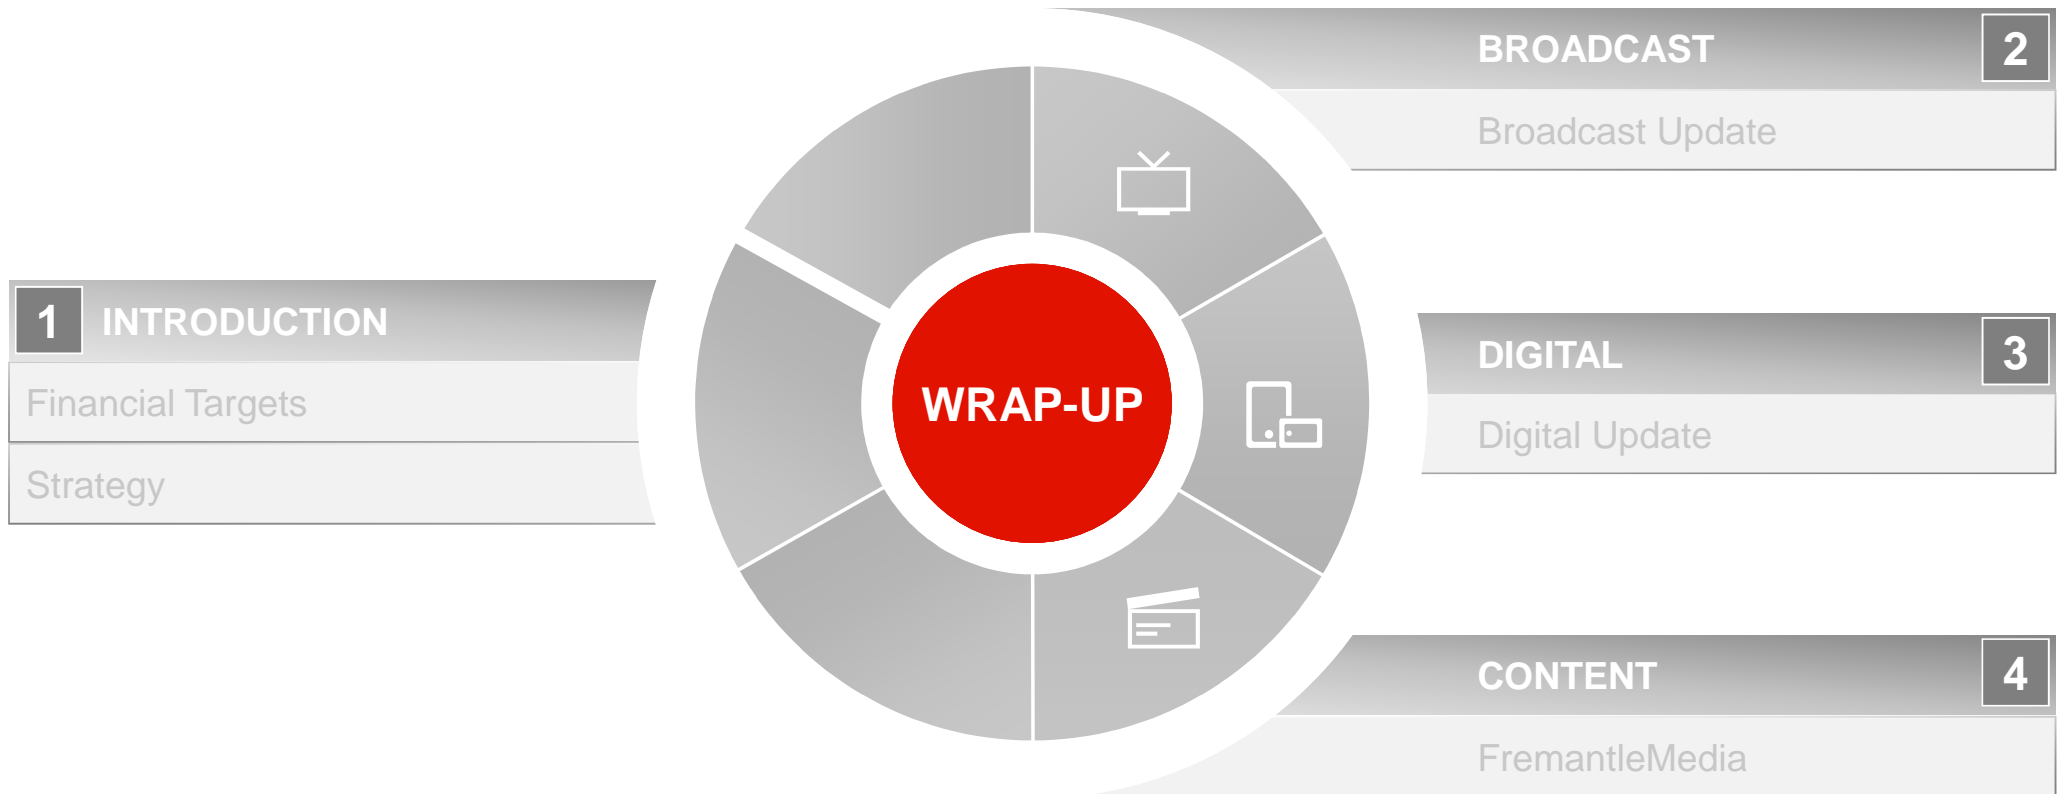 1 INTRODUCTION
Financial Targets
Strategy
WRAP-UP
BROADCAST 2
Broadcast Update
DIGITAL 3
Digital Update
CONTENT 4
FremantleMedia